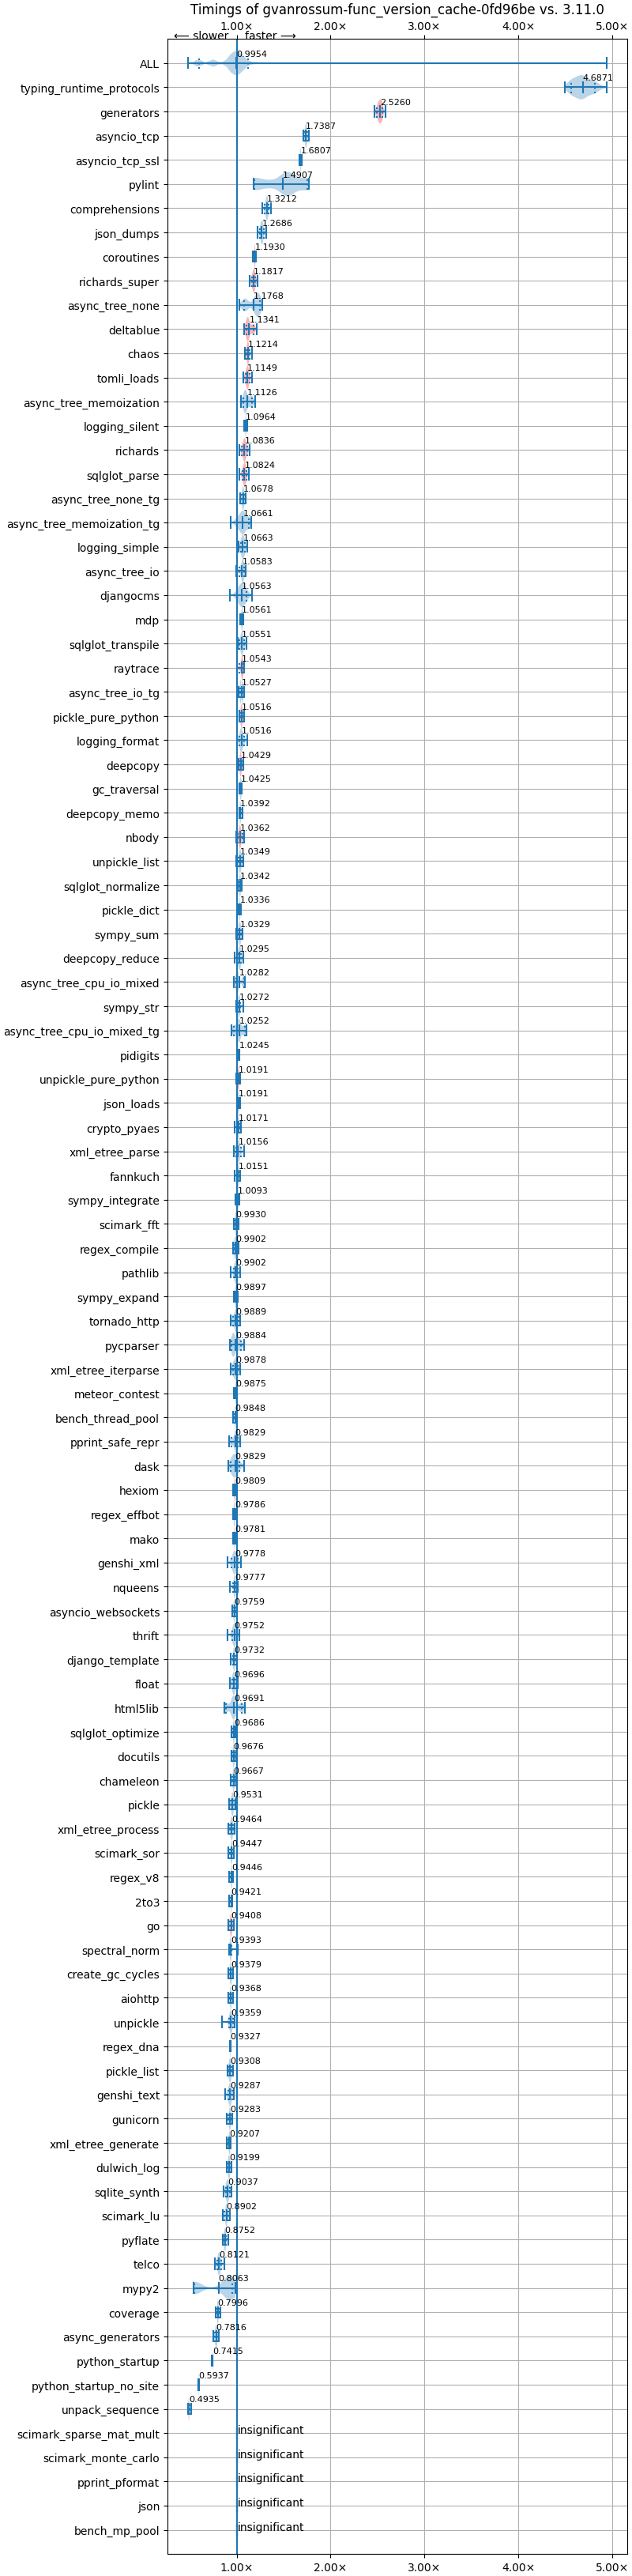 Timings of gvanrossum-func_version_cache-0fd96be vs. 3.11.0
1.00× 2.00× 3.00× 4.00× 5.00×
⟵ slower faster ⟶
ALL 0.9954
typing_runtime_protocols 4.6871
generators 2.5260
asyncio_tcp 1.7387
asyncio_tcp_ssl 1.6807
pylint 1.4907
comprehensions 1.3212
json_dumps 1.2686
coroutines 1.1930
richards_super 1.1817
async_tree_none 1.1768
deltablue 1.1341
chaos 1.1214
tomli_loads 1.1149
async_tree_memoization 1.1126
logging_silent 1.0964
richards 1.0836
sqlglot_parse 1.0824
async_tree_none_tg 1.0678
async_tree_memoization_tg 1.0661
logging_simple 1.0663
async_tree_io 1.0583
djangocms 1.0563
mdp 1.0561
sqlglot_transpile 1.0551
raytrace 1.0543
async_tree_io_tg 1.0527
pickle_pure_python 1.0516
logging_format 1.0516
deepcopy 1.0429
gc_traversal 1.0425
deepcopy_memo 1.0392
nbody 1.0362
unpickle_list 1.0349
sqlglot_normalize 1.0342
pickle_dict 1.0336
sympy_sum 1.0329
deepcopy_reduce 1.0295
async_tree_cpu_io_mixed 1.0282
sympy_str 1.0272
async_tree_cpu_io_mixed_tg 1.0252
pidigits 1.0245
unpickle_pure_python 1.0191
json_loads 1.0191
crypto_pyaes 1.0171
xml_etree_parse 1.0156
fannkuch 1.0151
sympy_integrate 1.0093
scimark_fft 0.9930
regex_compile 0.9902
pathlib 0.9902
sympy_expand 0.9897
tornado_http 0.9889
pycparser 0.9884
xml_etree_iterparse 0.9878
meteor_contest 0.9875
bench_thread_pool 0.9848
pprint_safe_repr 0.9829
dask 0.9829
hexiom 0.9809
regex_effbot 0.9786
mako 0.9781
genshi_xml 0.9778
nqueens 0.9777
asyncio_websockets 0.9759
thrift 0.9752
django_template 0.9732
float 0.9696
html5lib 0.9691
sqlglot_optimize 0.9686
docutils 0.9676
chameleon 0.9667
pickle 0.9531
xml_etree_process 0.9464
scimark_sor 0.9447
regex_v8 0.9446
2to3 0.9421
go 0.9408
spectral_norm 0.9393
create_gc_cycles 0.9379
aiohttp 0.9368
unpickle 0.9359
regex_dna 0.9327
pickle_list 0.9308
genshi_text 0.9287
gunicorn 0.9283
xml_etree_generate 0.9207
dulwich_log 0.9199
sqlite_synth 0.9037
scimark_lu 0.8902
pyflate 0.8752
telco 0.8121
mypy2 0.8063
coverage 0.7996
async_generators 0.7816
python_startup 0.7415
python_startup_no_site 0.5937
unpack_sequence 0.4935
scimark_sparse_mat_mult insignificant
scimark_monte_carlo insignificant
pprint_pformat insignificant
json insignificant
bench_mp_pool insignificant
1.00× 2.00× 3.00× 4.00× 5.00×